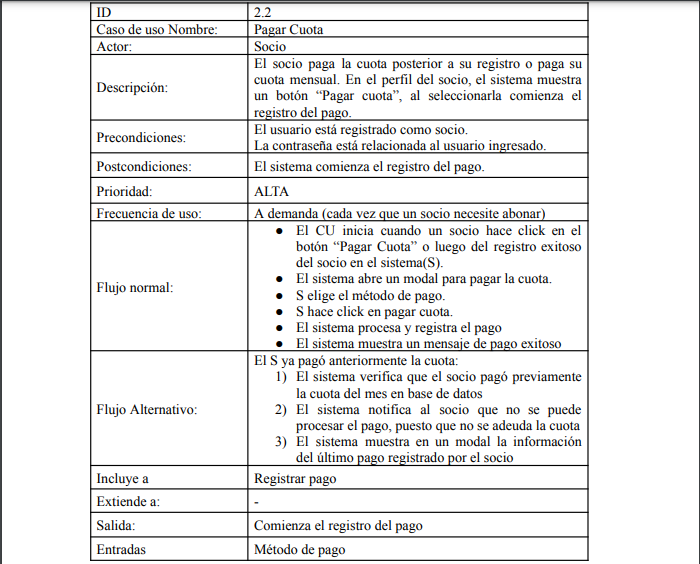 ID 2.2
Caso de uso Nombre: Pagar Cuota
Actor: Socio
Descripción:
El socio paga la cuota posterior a su registro o paga su
cuota mensual. En el perfil del socio, el sistema muestra
un botón “Pagar cuota”, al seleccionarla comienza el
registro del pago.
Precondiciones:
El usuario está registrado como socio.
La contraseña está relacionada al usuario ingresado.
Postcondiciones: El sistema comienza el registro del pago.
Prioridad: ALTA
Frecuencia de uso: A demanda (cada vez que un socio necesite abonar)
Flujo normal:
● El CU inicia cuando un socio hace click en el
botón “Pagar Cuota” o luego del registro exitoso
del socio en el sistema(S).
● El sistema abre un modal para pagar la cuota.
● S elige el método de pago.
● S hace click en pagar cuota.
● El sistema procesa y registra el pago
● El sistema muestra un mensaje de pago exitoso
Flujo Alternativo:
El S ya pagó anteriormente la cuota:
1) El sistema verifica que el socio pagó previamente
la cuota del mes en base de datos
2) El sistema notifica al socio que no se puede
procesar el pago, puesto que no se adeuda la cuota
3) El sistema muestra en un modal la información
del último pago registrado por el socio
Incluye a Registrar pago
Extiende a: -
Salida: Comienza el registro del pago
Entradas Método de pago